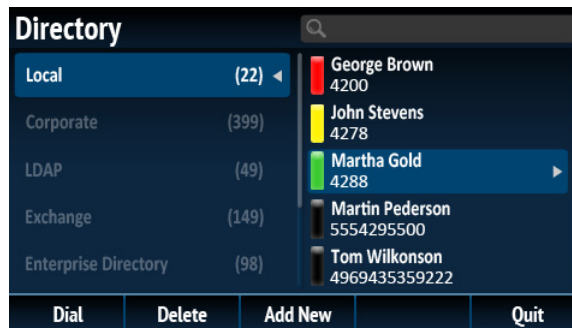 Directory
Local (22)
Corporate (399)
LDAP (49)
Exchange (149)
Enterprise Directory (98)
George Brown
4200
John Stevens
4278
Martha Gold
4288
Martin Pederson
5554295500
Tom Wilkonson
4969435359222
Dial Delete Add New Quit